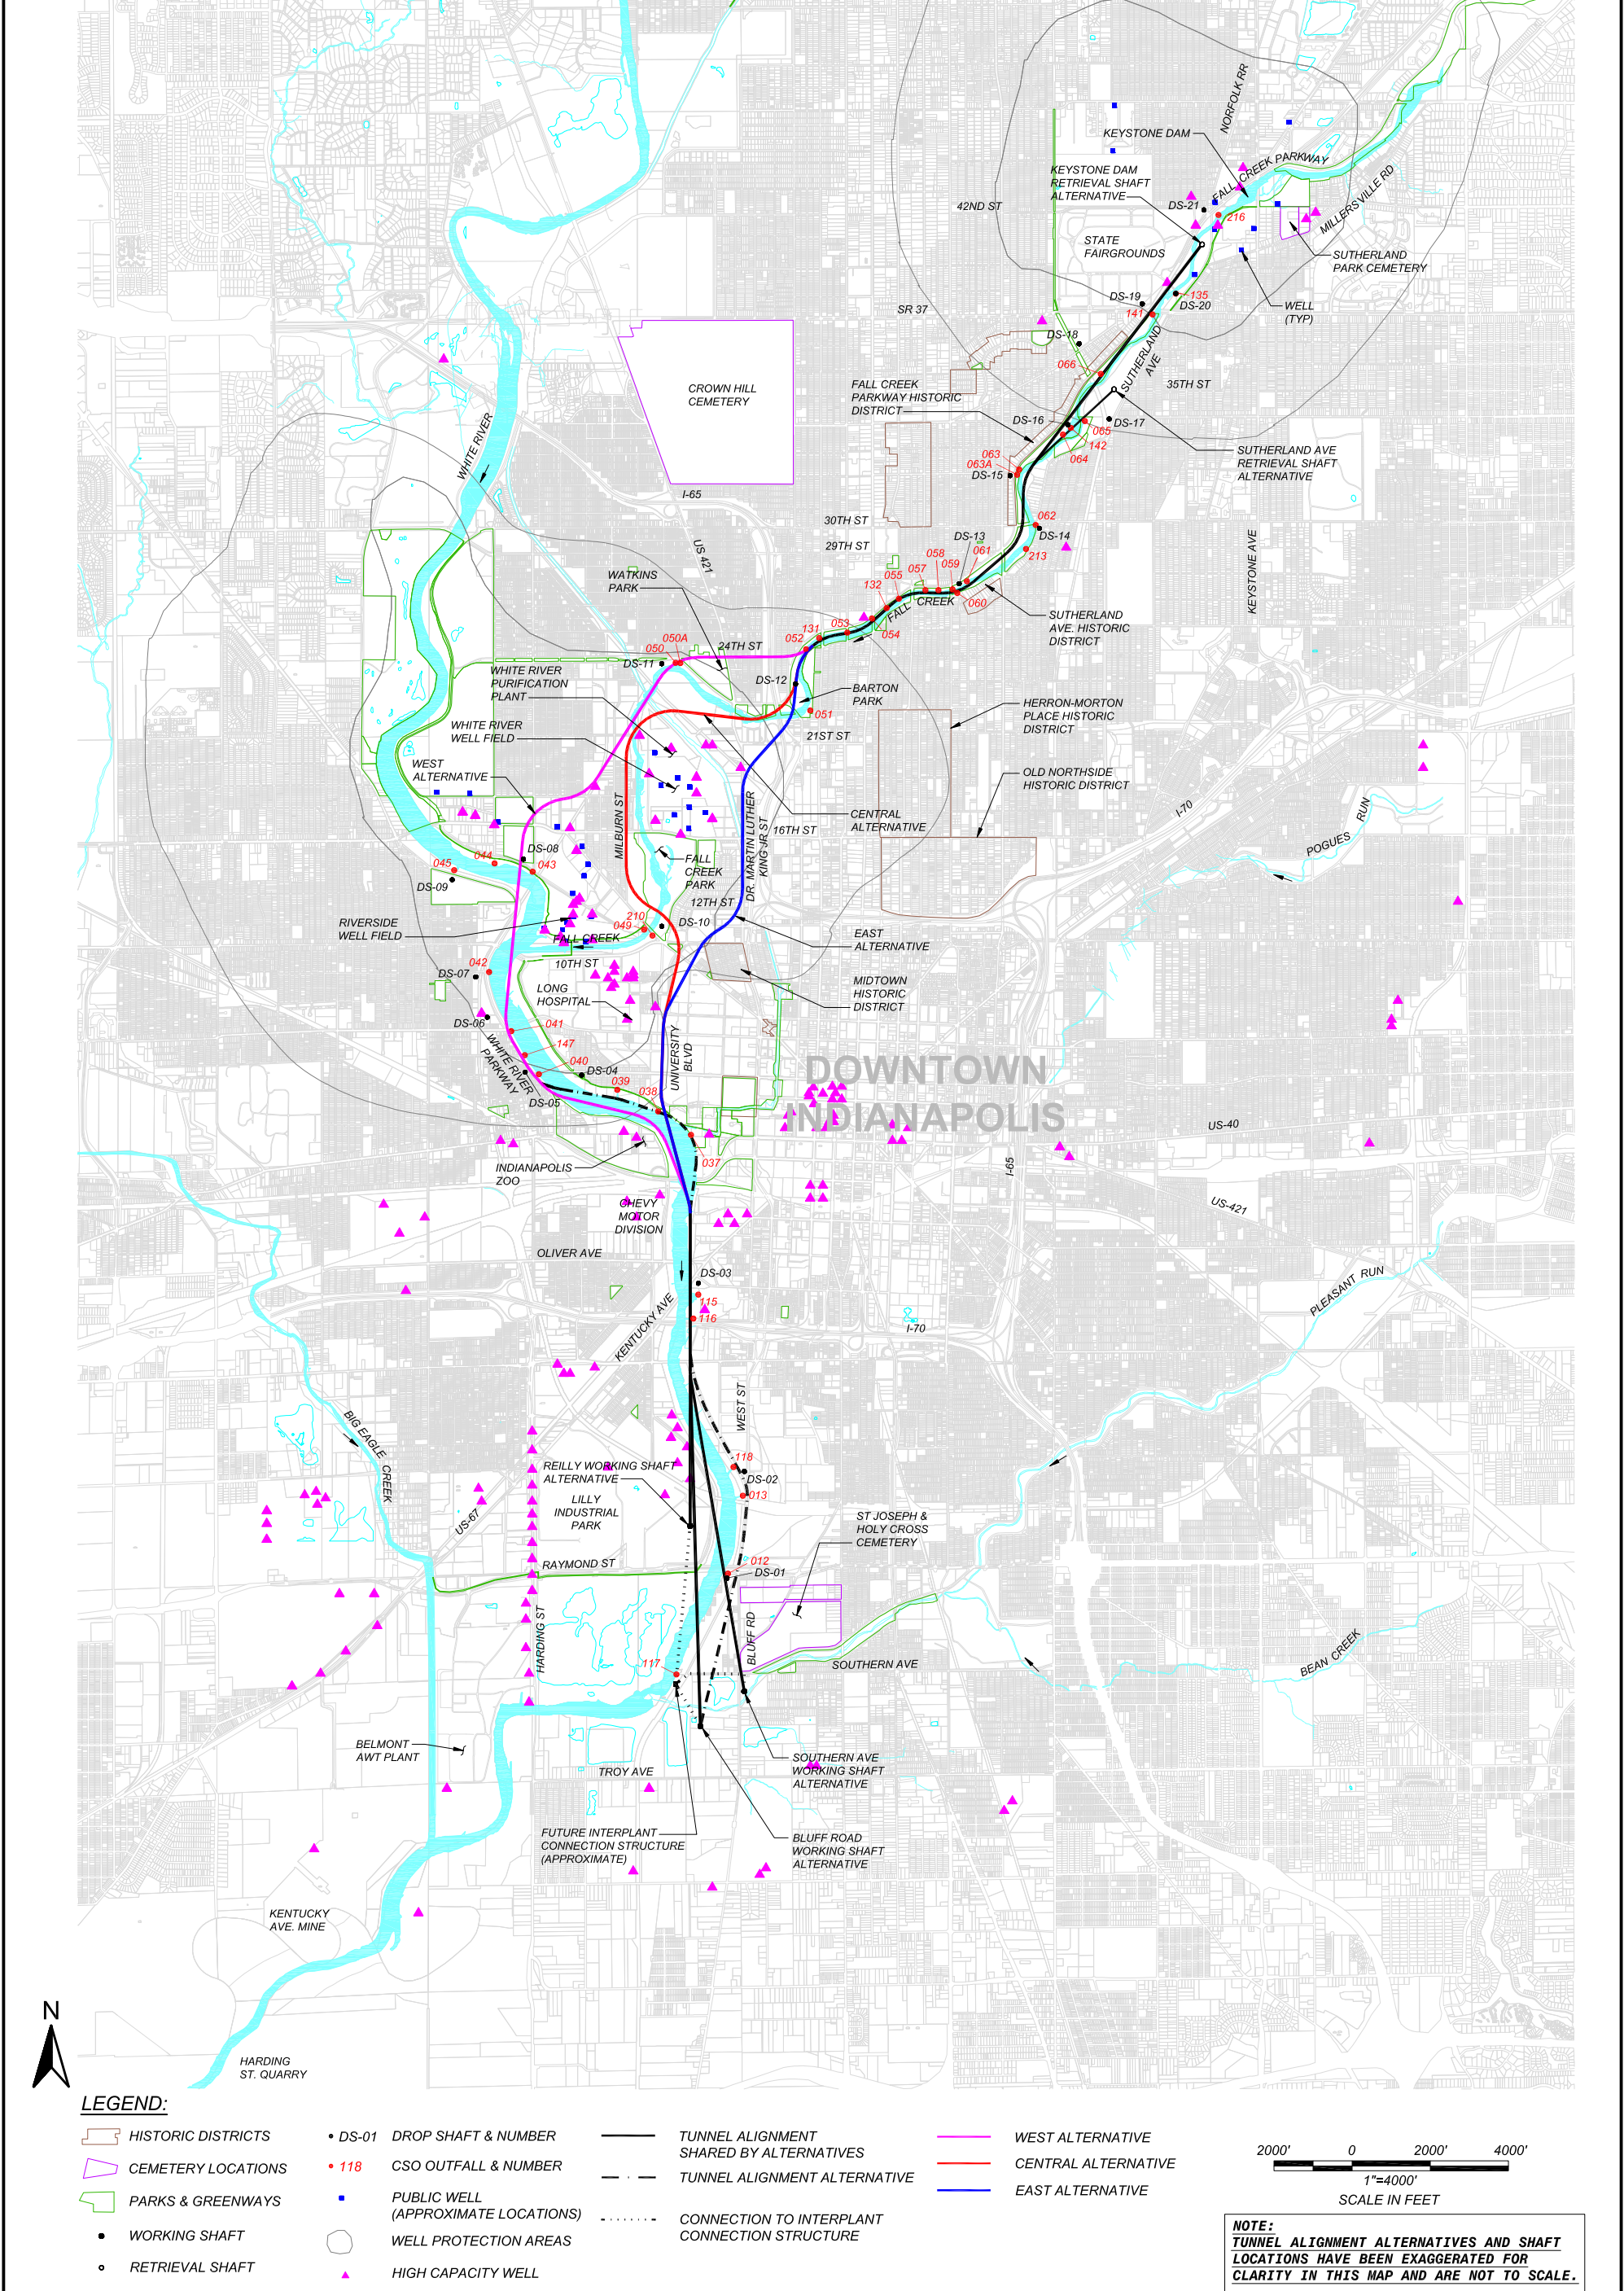 NORFOLK RR
KEYSTONE DAM
FALL CREEK PARKWAY
KEYSTONE DAM
RETRIEVAL SHAFT
ALTERNATIVE
MILLERSVILLE RD
42ND ST
DS-21
216
STATE
FAIRGROUNDS
SUTHERLAND
PARK CEMETERY
DS-19
135
DS-20
WELL
(TYP)
SR 37
141
DS-18
SUTHERLAND
AVE
066
35TH ST
CROWN HILL
CEMETERY
FALL CREEK
PARKWAY HISTORIC
DISTRICT
DS-16
DS-17
065
142
064
WHITE RIVER
063
063A
DS-15
SUTHERLAND AVE
RETRIEVAL SHAFT
ALTERNATIVE
I-65
30TH ST
062
DS-14
29TH ST
DS-13
213
US 421
KEYSTONE AVE
058
061
057
059
055
132
060
WATKINS
PARK
FALL
CREEK
SUTHERLAND
AVE. HISTORIC
DISTRICT
131
053
054
050A
052
050
24TH ST
DS-11
WHITE RIVER
PURIFICATION
PLANT
DS-12
BARTON
PARK
051
HERRON-MORTON
PLACE HISTORIC
DISTRICT
WHITE RIVER
WELL FIELD
21ST ST
WEST
ALTERNATIVE
OLD NORTHSIDE
HISTORIC DISTRICT
I-70
POGUES
RUN
MILBURN ST
DR. MARTIN LUTHER
KING JR ST
CENTRAL
ALTERNATIVE
16TH ST
044
DS-08
045
043
DS-09
FALL
CREEK
PARK
12TH ST
210
049
DS-10
RIVERSIDE
WELL FIELD
FALL CREEK
EAST
ALTERNATIVE
10TH ST
042
DS-07
LONG
HOSPITAL
MIDTOWN
HISTORIC
DISTRICT
DS-06
041
147
WHITE RIVER
PARKWAY
UNIVERSITY
BLVD
040
DS-04
039
DS-05
038
DOWNTOWN
INDIANAPOLIS
037
US-40
I-65
INDIANAPOLIS
ZOO
CHEVY
MOTOR
DIVISION
US-421
OLIVER AVE
DS-03
115
116
KENTUCKY AVE
I-70
PLEASANT RUN
WEST ST
BIG EAGLE CREEK
118
REILLY WORKING SHAFT
ALTERNATIVE
DS-02
013
LILLY
INDUSTRIAL
PARK
US-67
ST JOSEPH &
HOLY CROSS
CEMETERY
RAYMOND ST
012
DS-01
HARDING ST
BLUFF RD
117
SOUTHERN AVE
BEAN CREEK
BELMONT
AWT PLANT
TROY AVE
SOUTHERN AVE
WORKING SHAFT
ALTERNATIVE
FUTURE INTERPLANT
CONNECTION STRUCTURE
(APPROXIMATE)
BLUFF ROAD
WORKING SHAFT
ALTERNATIVE
KENTUCKY
AVE. MINE
N
HARDING
ST. QUARRY
LEGEND:
HISTORIC DISTRICTS
CEMETERY LOCATIONS
PARKS & GREENWAYS
WORKING SHAFT
RETRIEVAL SHAFT
DS-01 DROP SHAFT & NUMBER
118 CSO OUTFALL & NUMBER
PUBLIC WELL
(APPROXIMATE LOCATIONS)
WELL PROTECTION AREAS
HIGH CAPACITY WELL
TUNNEL ALIGNMENT
SHARED BY ALTERNATIVES
TUNNEL ALIGNMENT ALTERNATIVE
CONNECTION TO INTERPLANT
CONNECTION STRUCTURE
WEST ALTERNATIVE
CENTRAL ALTERNATIVE
EAST ALTERNATIVE
2000' 0 2000' 4000'
1"=4000'
SCALE IN FEET
NOTE:
TUNNEL ALIGNMENT ALTERNATIVES AND SHAFT
LOCATIONS HAVE BEEN EXAGGERATED FOR
CLARITY IN THIS MAP AND ARE NOT TO SCALE.